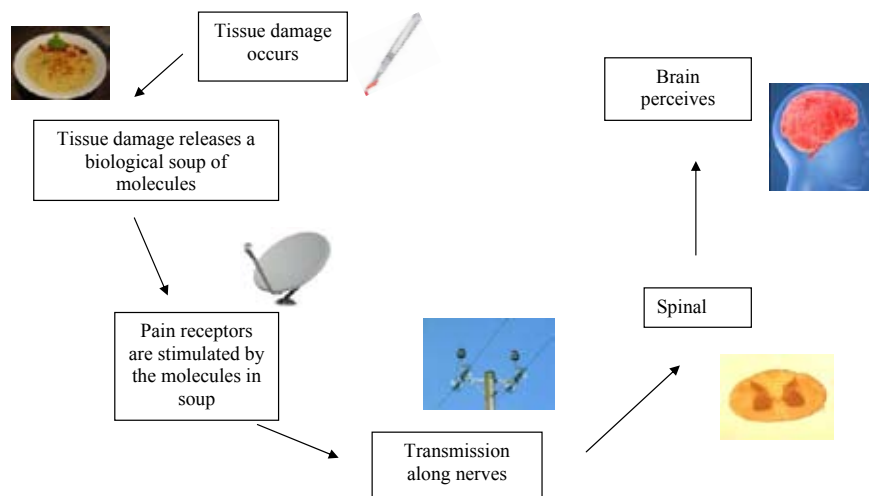 Tissue damage
occurs
Tissue damage releases a
biological soup of
molecules
Pain receptors
are stimulated by
the molecules in
soup
Transmission
along nerves
Spinal
Brain
perceives